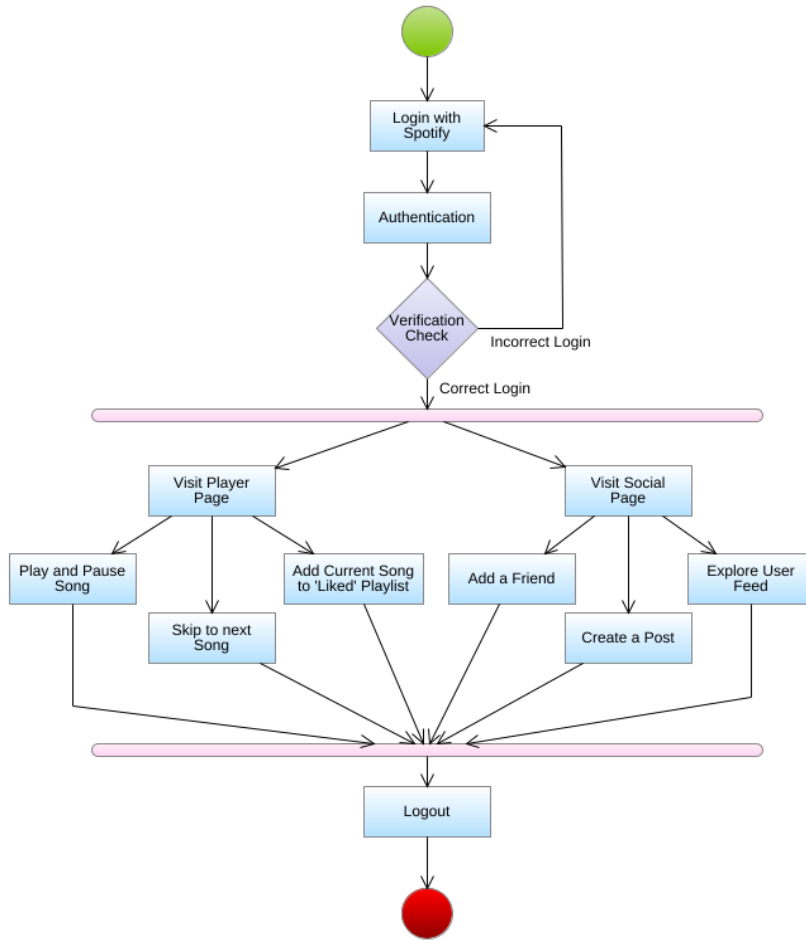 Login with
Spotify
Authentication
Verification
Check
Incorrect Login
Correct Login
Visit Player
Page
Visit Social
Page
Play and Pause
Song
Add Current Song
to 'Liked' Playlist
Add a Friend
Explore User
Feed
Skip to next
Song
Create a Post
Logout